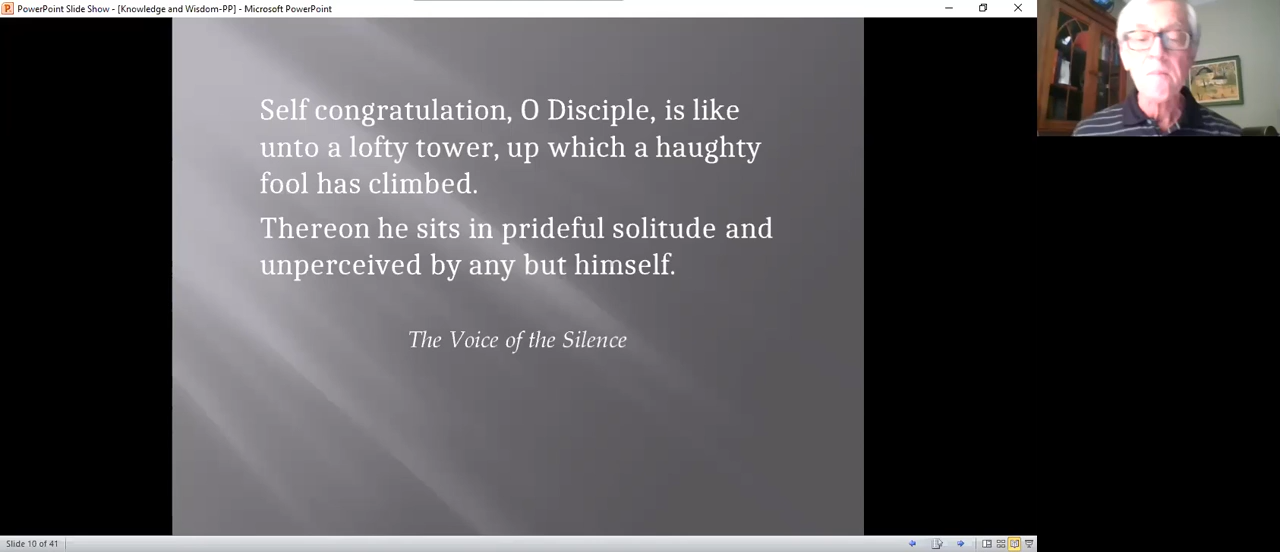 PowerPoint Slide Show - [Knowledge and Wisdom-PP] - Microsoft PowerPoint
Self congratulation, O Disciple, is like
unto a lofty tower, up which a haughty
fool has climbed.
Thereon he sits in prideful solitude and
unperceived by any but himself.
The Voice of the Silence
Slide 10 of 41